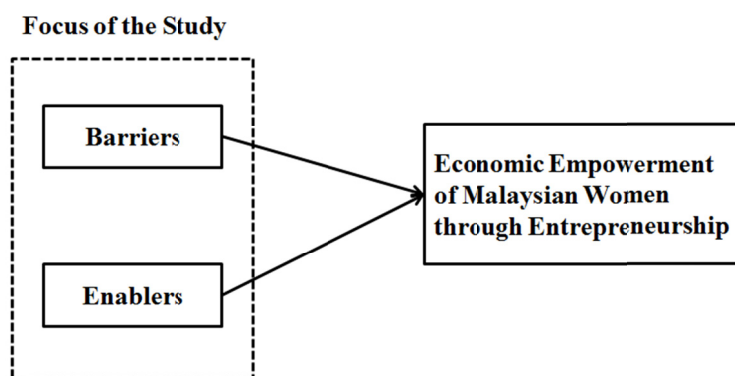 Focus of the Study
Barriers
Economic Empowerment
of Malaysian Women
through Entrepreneurship
Enablers